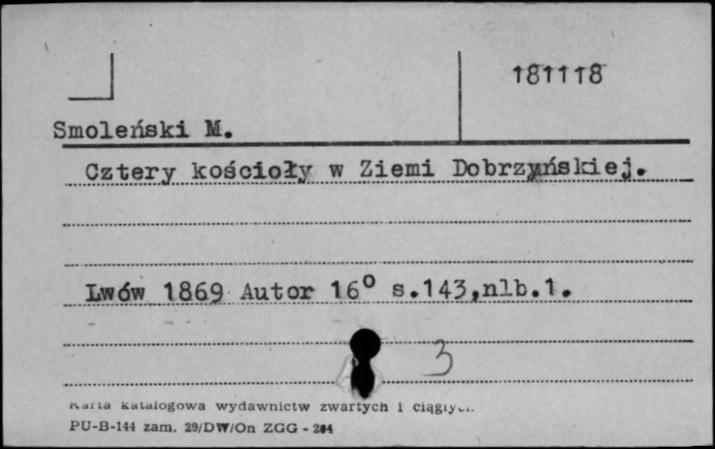 181118
Smoleński M.
Cztery kościoły w Ziemi Dobrzyńskiej.
Lwów 1869 Autor 16° s.143,nlb.1.
3
Karta katalogowa wydawnictw zwartych i ciągłych.
PU-B-144 zam. 29/DW/On ZGG - 204